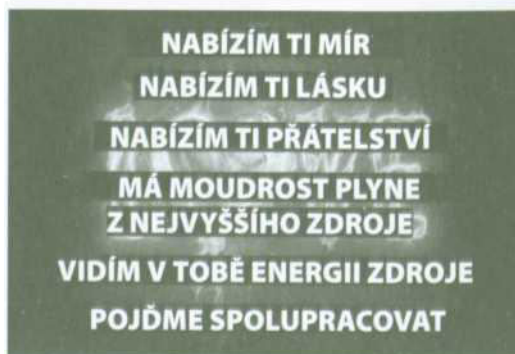 NABÍZÍM TI MÍR
NABÍZÍM TI LÁSKU
NABÍZÍM TI PŘÁTELSTVÍ
MÁ MOUDROST PLYNE
Z NEJVYŠŠÍHO ZDROJE
VIDÍM V TOBĚ ENERGII ZDROJE
POJĎME SPOLUPRACOVAT